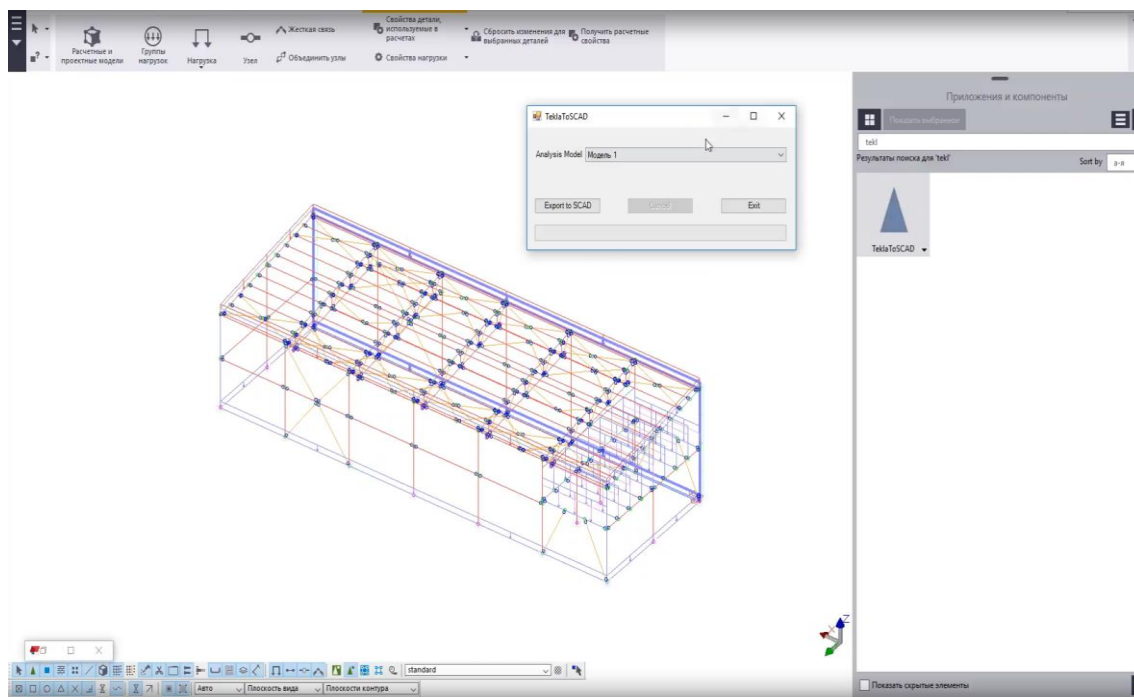 Свойства детали,
используемые в
расчетах
Жесткая связь
Сбросить изменения для
выбранных деталей
Получить расчетные
свойства
Расчетные и
проектные модели
Группы
нагрузок
Нагрузка
Узел
Объединить узлы
Свойства нагрузки
Приложения и компоненты
Показать выбранное
tekl
Результаты поиска для 'tekl'
Sort by
а-я
TeklaToSCAD
TeklaToSCAD
Analysis Model
Модель 1
Export to SCAD
Cancel
Exit
Z
standard
Авто
Плоскость вида
Плоскости контура
Показать скрытые элементы